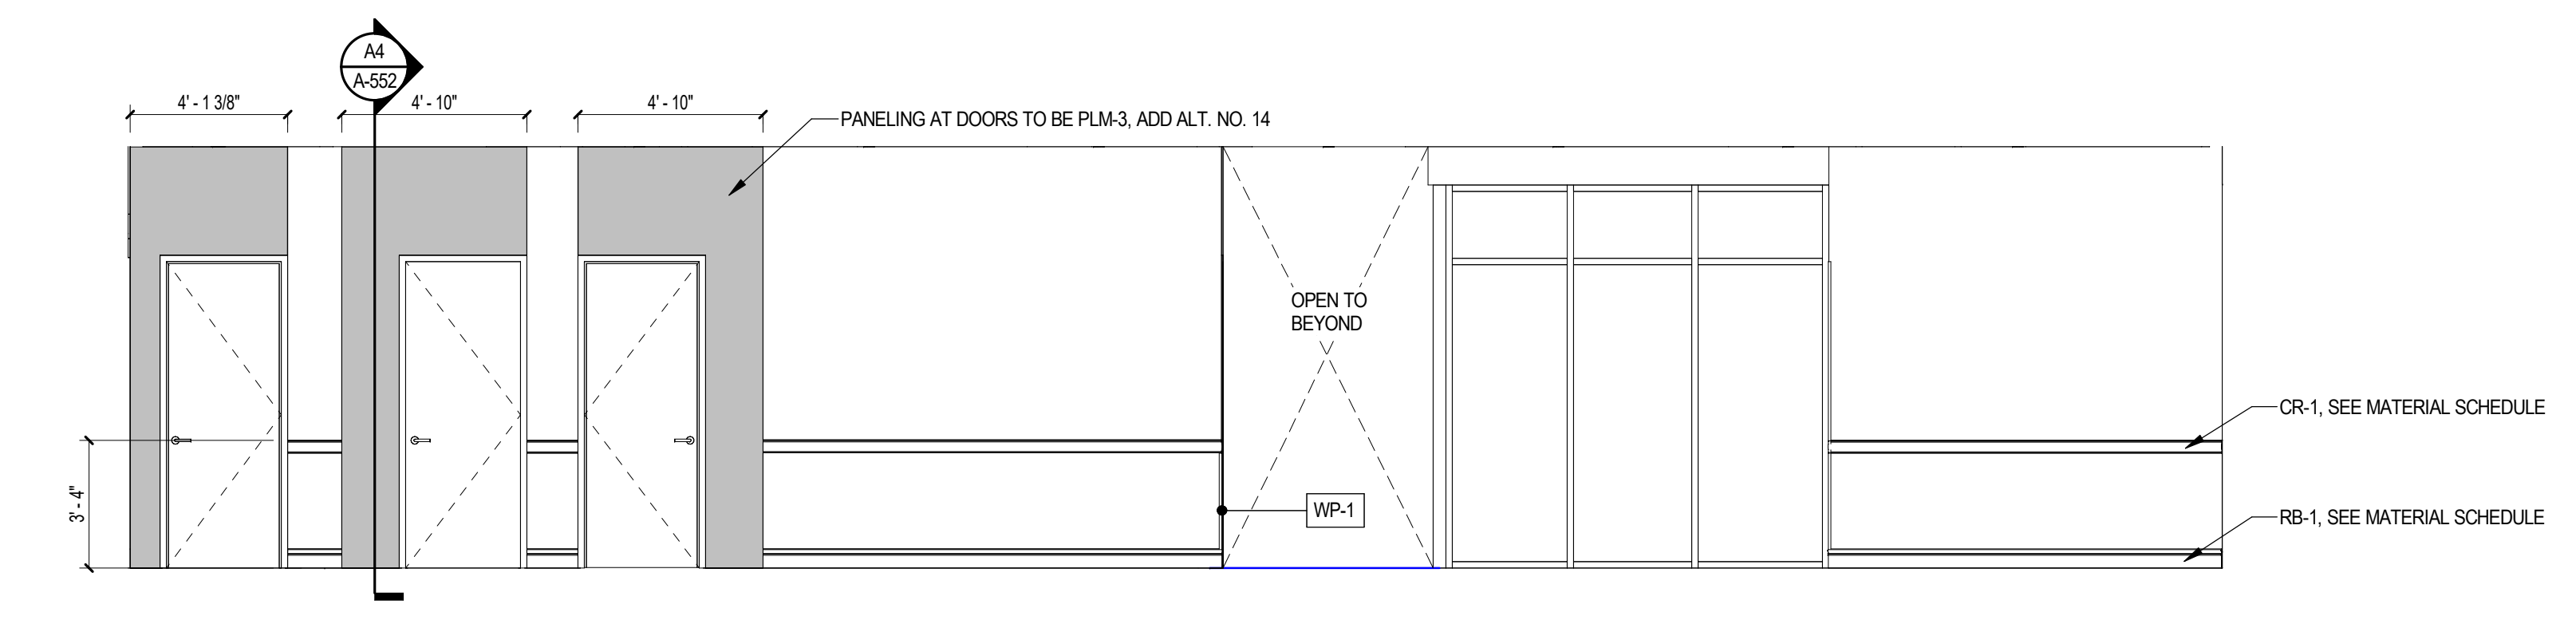 A4
A-552
4' - 1 3/8"
4' - 10"
4' - 10"
PANELING AT DOORS TO BE PLM-3, ADD ALT. NO. 14
OPEN TO
BEYOND
CR-1, SEE MATERIAL SCHEDULE
3' - 4"
WP-1
RB-1, SEE MATERIAL SCHEDULE